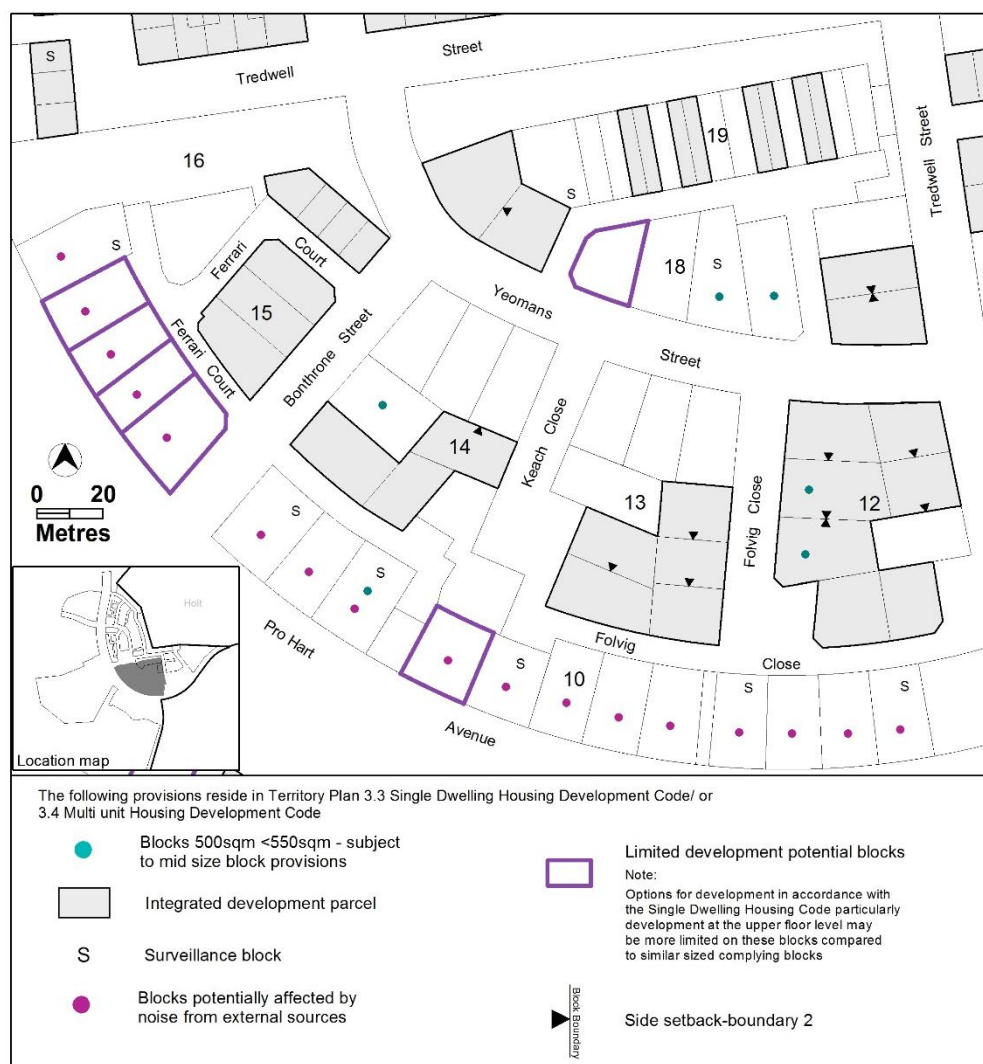 Street
Tredwell
S
16
19
S
Tredwell Street
S
Ferrari Court
18
S
15
Yeomans
Street
Bonthrone Street
Ferrari Court
14
Keach Close
13
12
Folvig Close
0 20
Metres
S
S
Pro Hart
Folvig
Close
S
10
S
S
Avenue
Holt
Location map
The following provisions reside in Territory Plan 3.3 Single Dwelling Housing Development Code/ or
3.4 Multi unit Housing Development Code
Blocks 500sqm <550sqm - subject
to mid size block provisions
Integrated development parcel
S Surveillance block
Blocks potentially affected by
noise from external sources
Limited development potential blocks
Note:
Options for development in accordance with
the Single Dwelling Housing Code particularly
development at the upper floor level may
be more limited on these blocks compared
to similar sized complying blocks
Block Boundary
Side setback-boundary 2